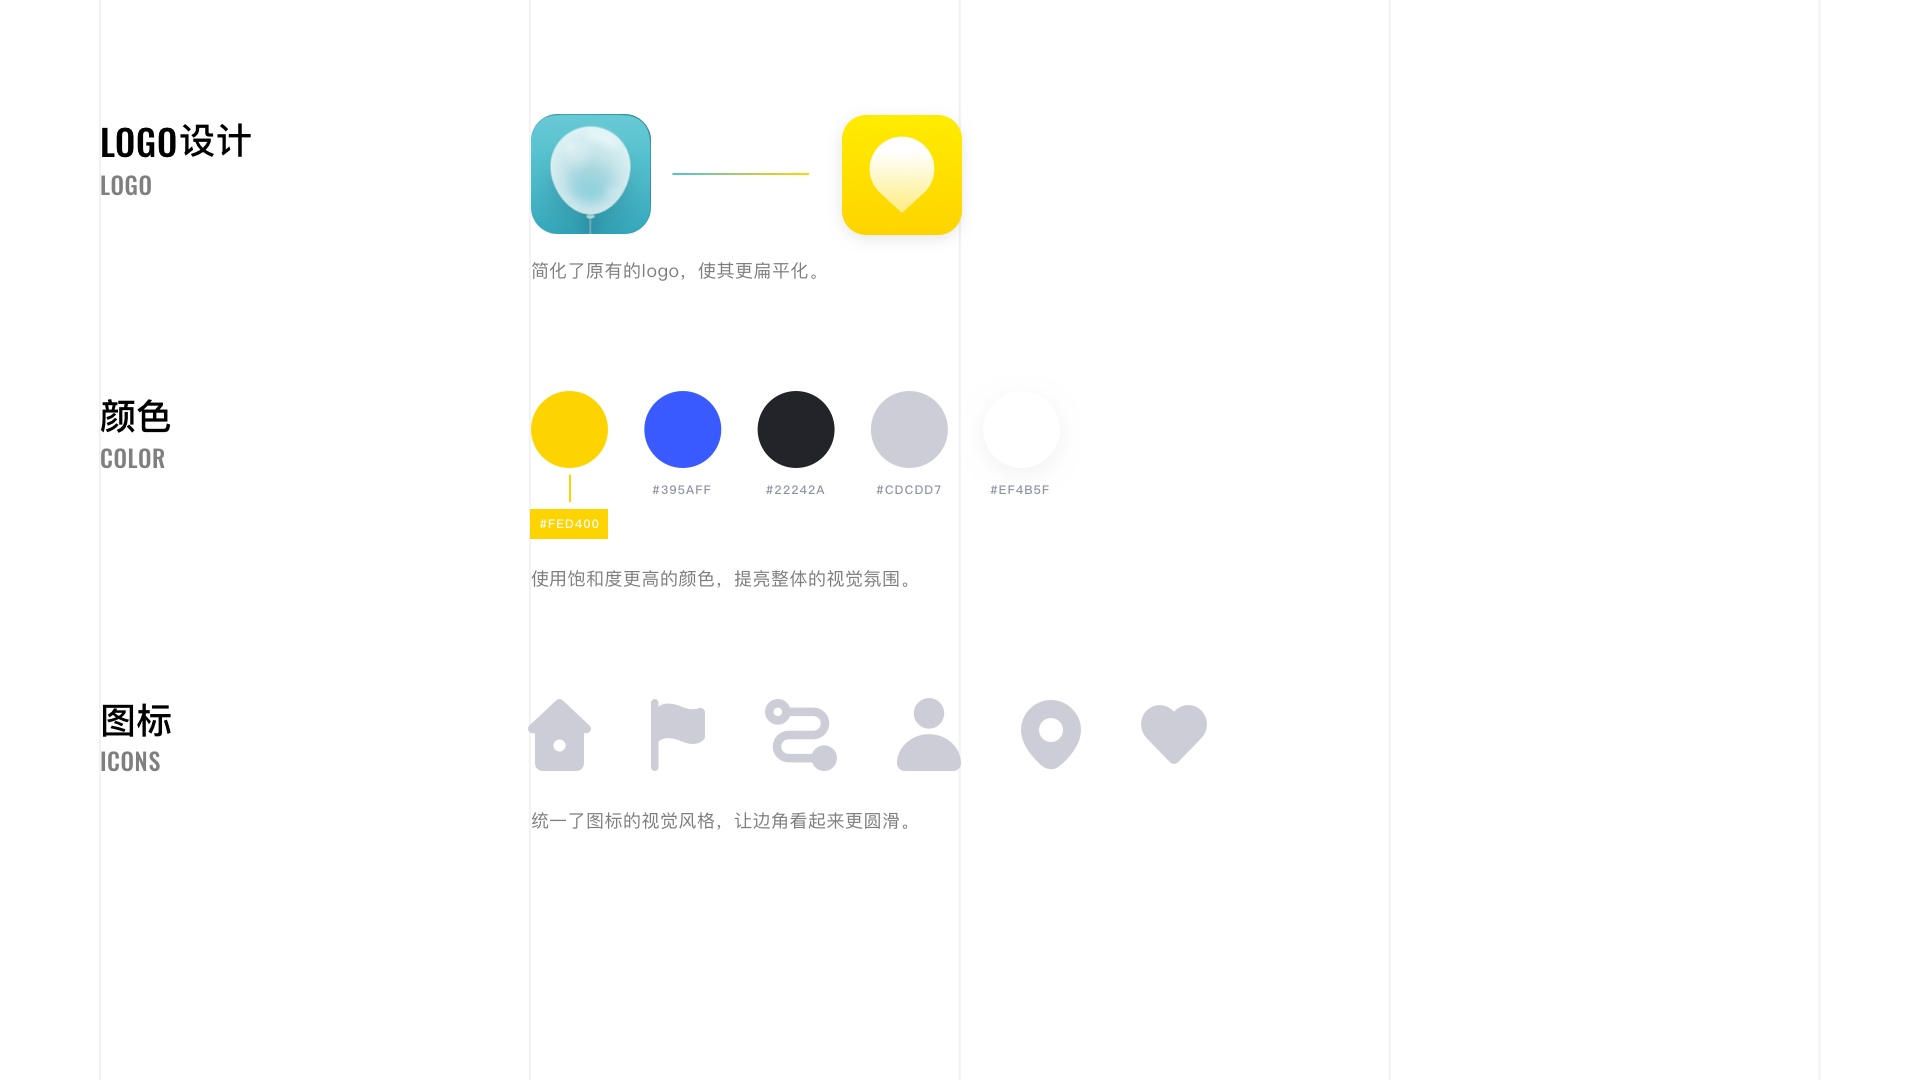 LOGO设计
LOGO
简化了原有的logo，使其更扁平化。
颜色
COLOR
#395AFF
#22242A
#CDCDD7
#EF4B5F
#FED400
使用饱和度更高的颜色，提亮整体的视觉氛围。
图标
ICONS
统一了图标的视觉风格，让边角看起来更圆滑。